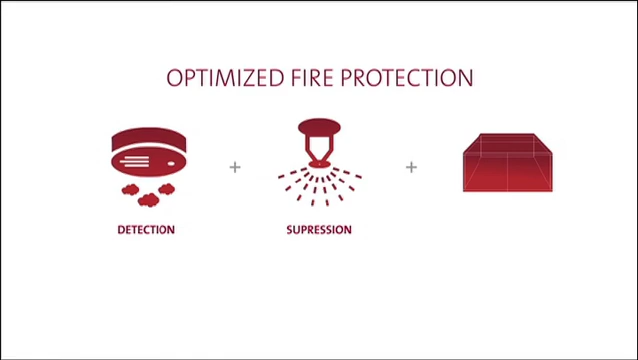 OPTIMIZED FIRE PROTECTION
DETECTION
SUPRESSION